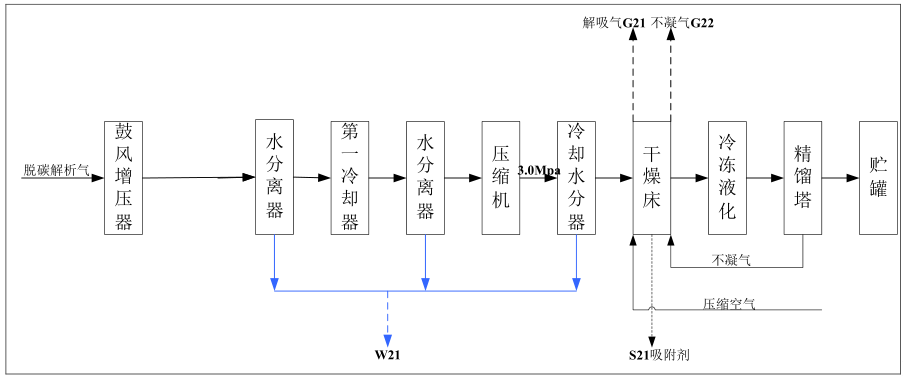 解吸气G21 不凝气G22
脱碳解析气
鼓风增压器
水分离器
第一冷却器
水分离器
压缩机
3.0Mpa
冷却水分器
干燥床
冷冻液化
精馏塔
贮罐
不凝气
压缩空气
W21
S21吸附剂